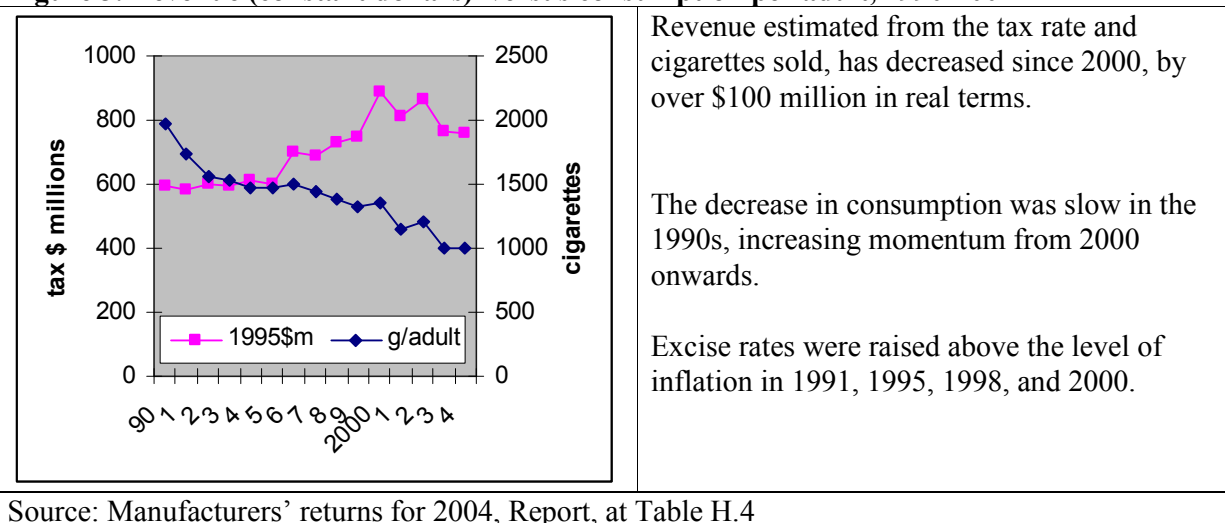 1000
800
600
400
200
0
tax $ millions
2500
2000
1500
1000
500
0
cigarettes
1995$m
g/adult
90 1 2 3 4 5 6 7 8 9 2000 1 2 3 4
Revenue estimated from the tax rate and
cigarettes sold, has decreased since 2000, by
over $100 million in real terms.
The decrease in consumption was slow in the
1990s, increasing momentum from 2000
onwards.
Excise rates were raised above the level of
inflation in 1991, 1995, 1998, and 2000.
Source: Manufacturers’ returns for 2004, Report, at Table H.4